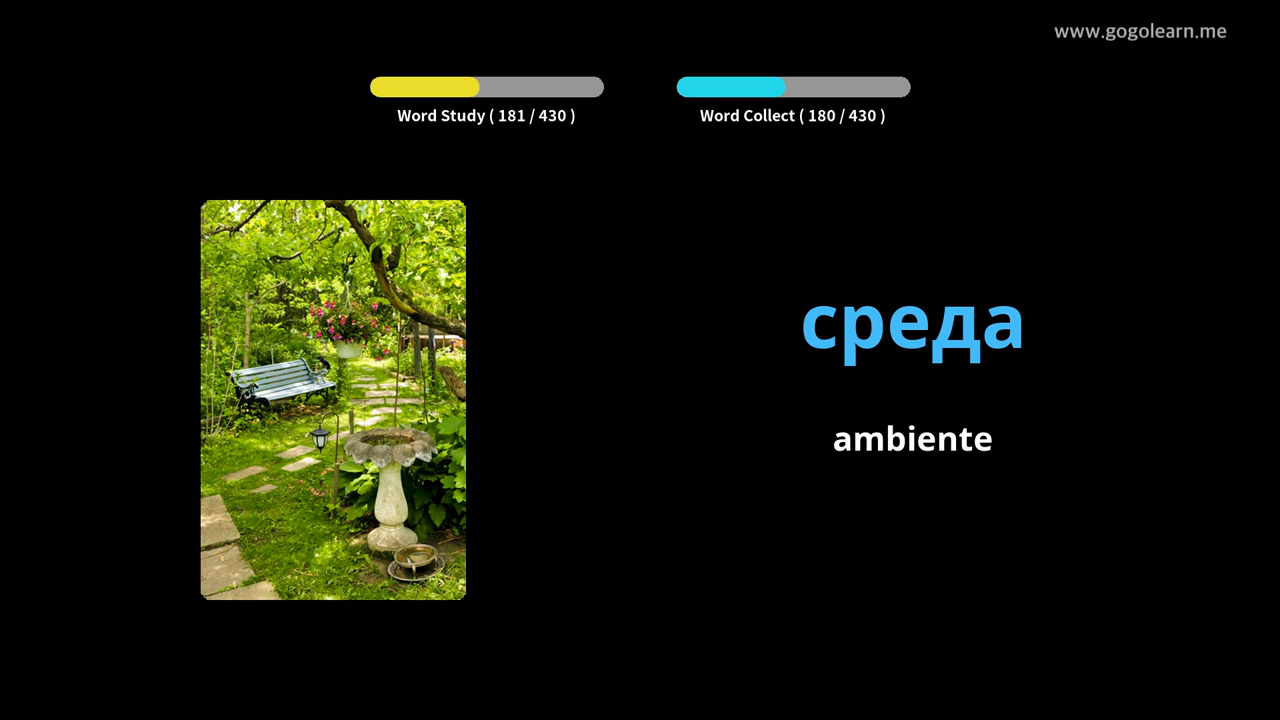 www.gogolearn.me
Word Study ( 181 / 430 )
Word Collect ( 180 / 430 )
среда
ambiente